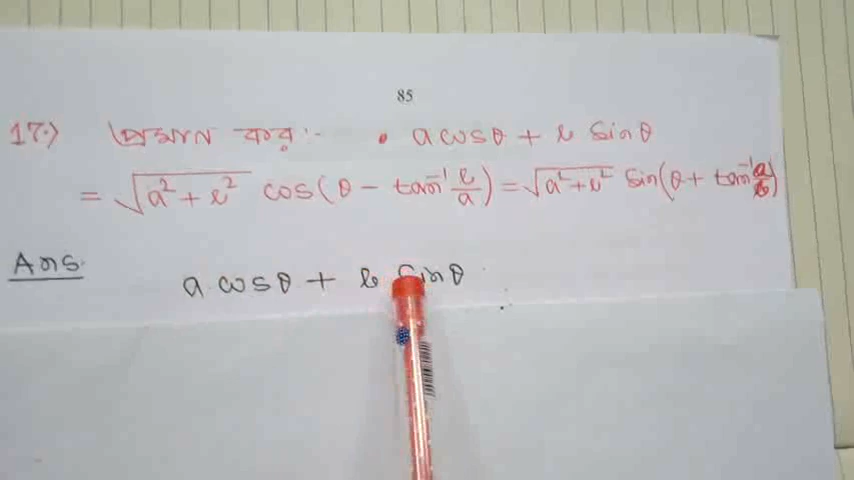 85
17.) প্রমাণ কর :- • a cosθ + b sinθ
= √(a² + b²) cos(θ - tan⁻¹ b/a) = √(a² + b²) sin(θ + tan⁻¹ a/b)
Ans.
a cosθ + b sinθ